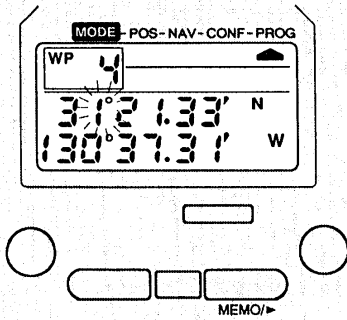 MODE - POS - NAV - CONF - PROG
WP 4
31° 21.33' N
130° 37.31' W
MEMO/►